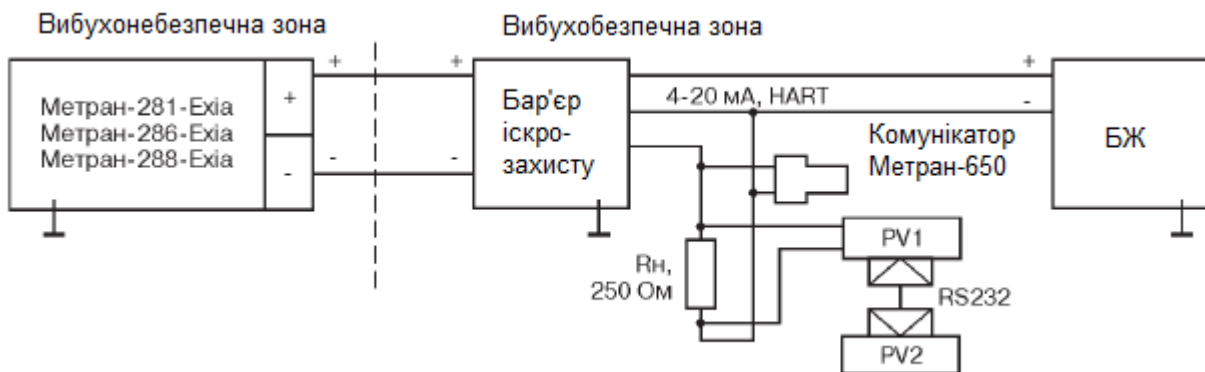 Вибухонебезпечна зона
Вибухобезпечна зона
Метран-281-Exia
Метран-286-Exia
Метран-288-Exia
+
-
+
-
+
-
Бар'єр
іскро-
захисту
4-20 мА, HART
+
-
Комунікатор
Метран-650
БЖ
Rн,
250 Ом
PV1
RS232
PV2